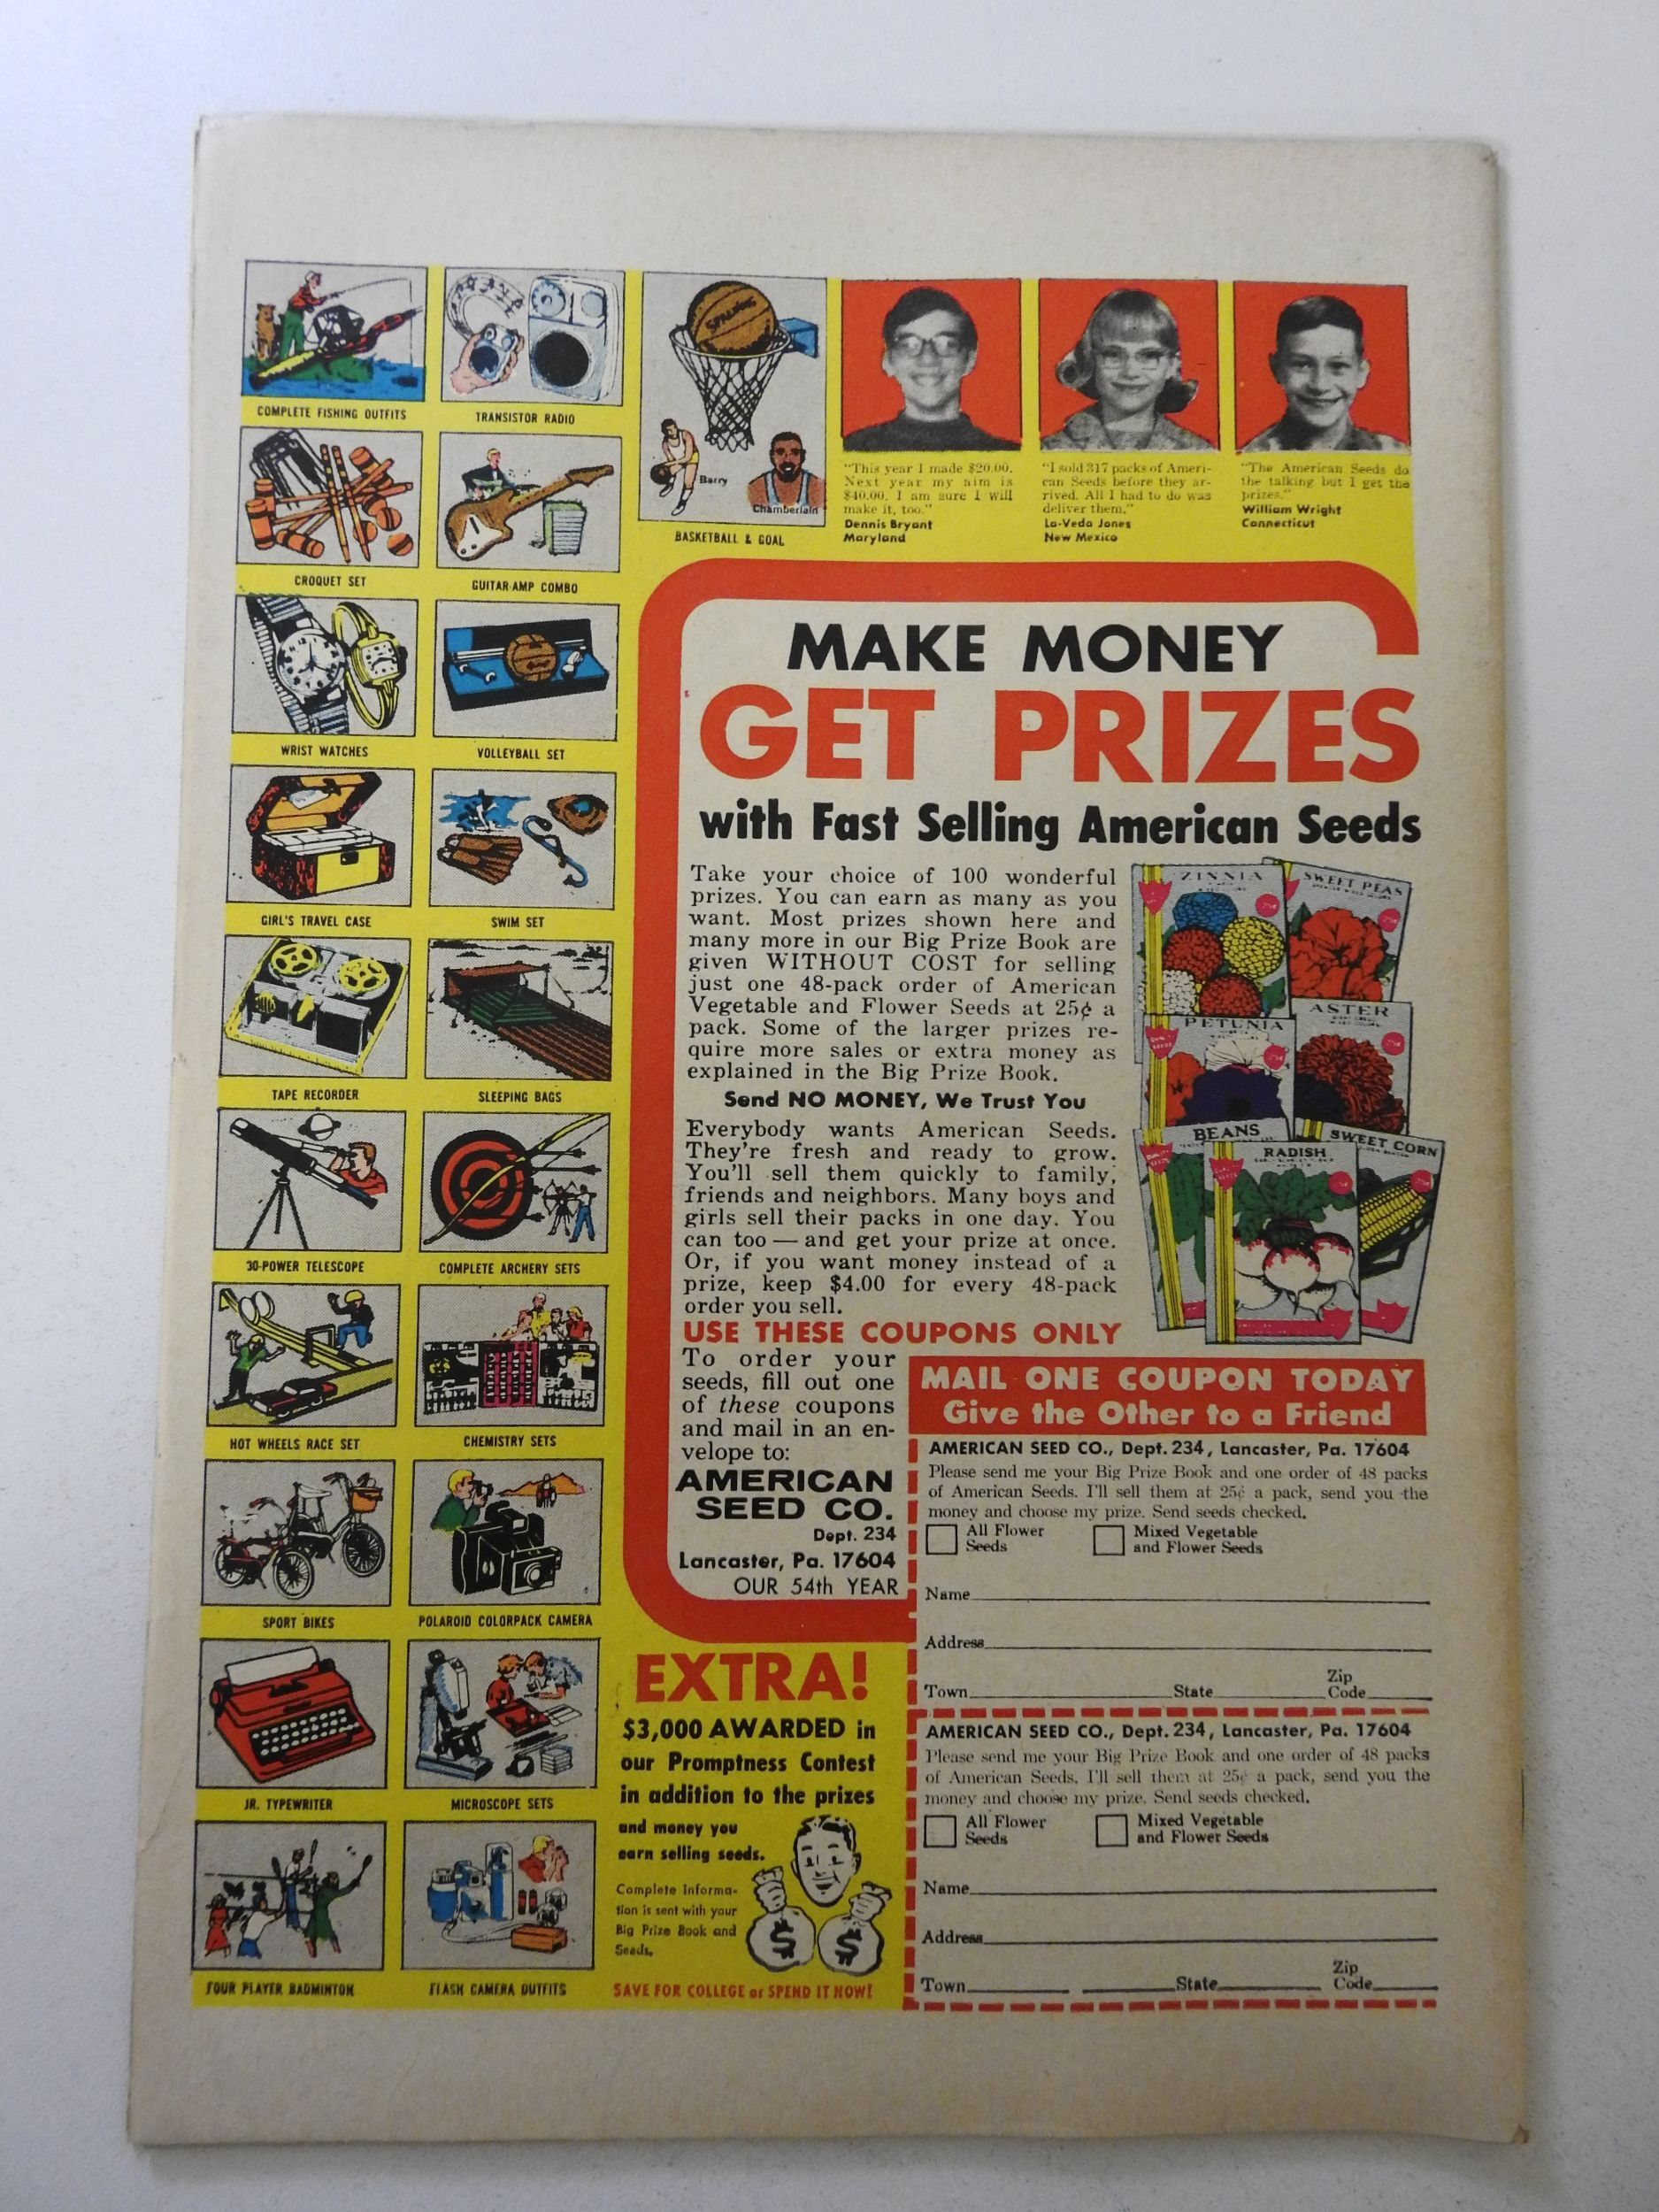 COMPLETE FISHING OUTFITS
TRANSISTOR RADIO
CROQUET SET
GUITAR-AMP COMBO
WRIST WATCHES
VOLLEYBALL SET
GIRL'S TRAVEL CASE
SWIM SET
TAPE RECORDER
SLEEPING BAGS
30-POWER TELESCOPE
COMPLETE ARCHERY SETS
HOT WHEELS RACE SET
CHEMISTRY SETS
SPORT BIKES
POLAROID COLORPACK CAMERA
JR. TYPEWRITER
MICROSCOPE SETS
FOUR PLAYER BADMINTON
FLASH CAMERA OUTFITS
SPALDING
Barry
Chamberlain
BASKETBALL & GOAL
"This year I made $20.00.
Next year my aim is
$40.00. I am sure I will
make it, too."
Dennis Bryant
Maryland
"I sold 317 packs of Ameri-
can Seeds before they ar-
rived. All I had to do was
deliver them."
La-Veda Jones
New Mexico
"The American Seeds do
the talking but I get the
prizes."
William Wright
Connecticut
MAKE MONEY
GET PRIZES
with Fast Selling American Seeds
Take your choice of 100 wonderful
prizes. You can earn as many as you
want. Most prizes shown here and
many more in our Big Prize Book are
given WITHOUT COST for selling
just one 48-pack order of American
Vegetable and Flower Seeds at 25¢ a
pack. Some of the larger prizes re-
quire more sales or extra money as
explained in the Big Prize Book.
Send NO MONEY, We Trust You
Everybody wants American Seeds.
They're fresh and ready to grow.
You'll sell them quickly to family,
friends and neighbors. Many boys and
girls sell their packs in one day. You
can too — and get your prize at once.
Or, if you want money instead of a
prize, keep $4.00 for every 48-pack
order you sell.
ZINNIA
SWEET PEAS
PETUNIA
ASTER
BEANS
RADISH
SWEET CORN
USE THESE COUPONS ONLY
To order your
seeds, fill out one
of these coupons
and mail in an en-
velope to:
AMERICAN
SEED CO.
Dept. 234
Lancaster, Pa. 17604
OUR 54th YEAR
MAIL ONE COUPON TODAY
Give the Other to a Friend
AMERICAN SEED CO., Dept. 234, Lancaster, Pa. 17604
Please send me your Big Prize Book and one order of 48 packs
of American Seeds. I'll sell them at 25¢ a pack, send you the
money and choose my prize. Send seeds checked.
All Flower
Seeds
Mixed Vegetable
and Flower Seeds
Name
Address
Town State Zip Code
AMERICAN SEED CO., Dept. 234, Lancaster, Pa. 17604
Please send me your Big Prize Book and one order of 48 packs
of American Seeds. I'll sell them at 25¢ a pack, send you the
money and choose my prize. Send seeds checked.
All Flower
Seeds
Mixed Vegetable
and Flower Seeds
Name
Address
Town State Zip Code
EXTRA!
$3,000 AWARDED in
our Promptness Contest
in addition to the prizes
and money you
earn selling seeds.
Complete informa-
tion is sent with your
Big Prize Book and
Seeds.
$ $
SAVE FOR COLLEGE or SPEND IT NOW!